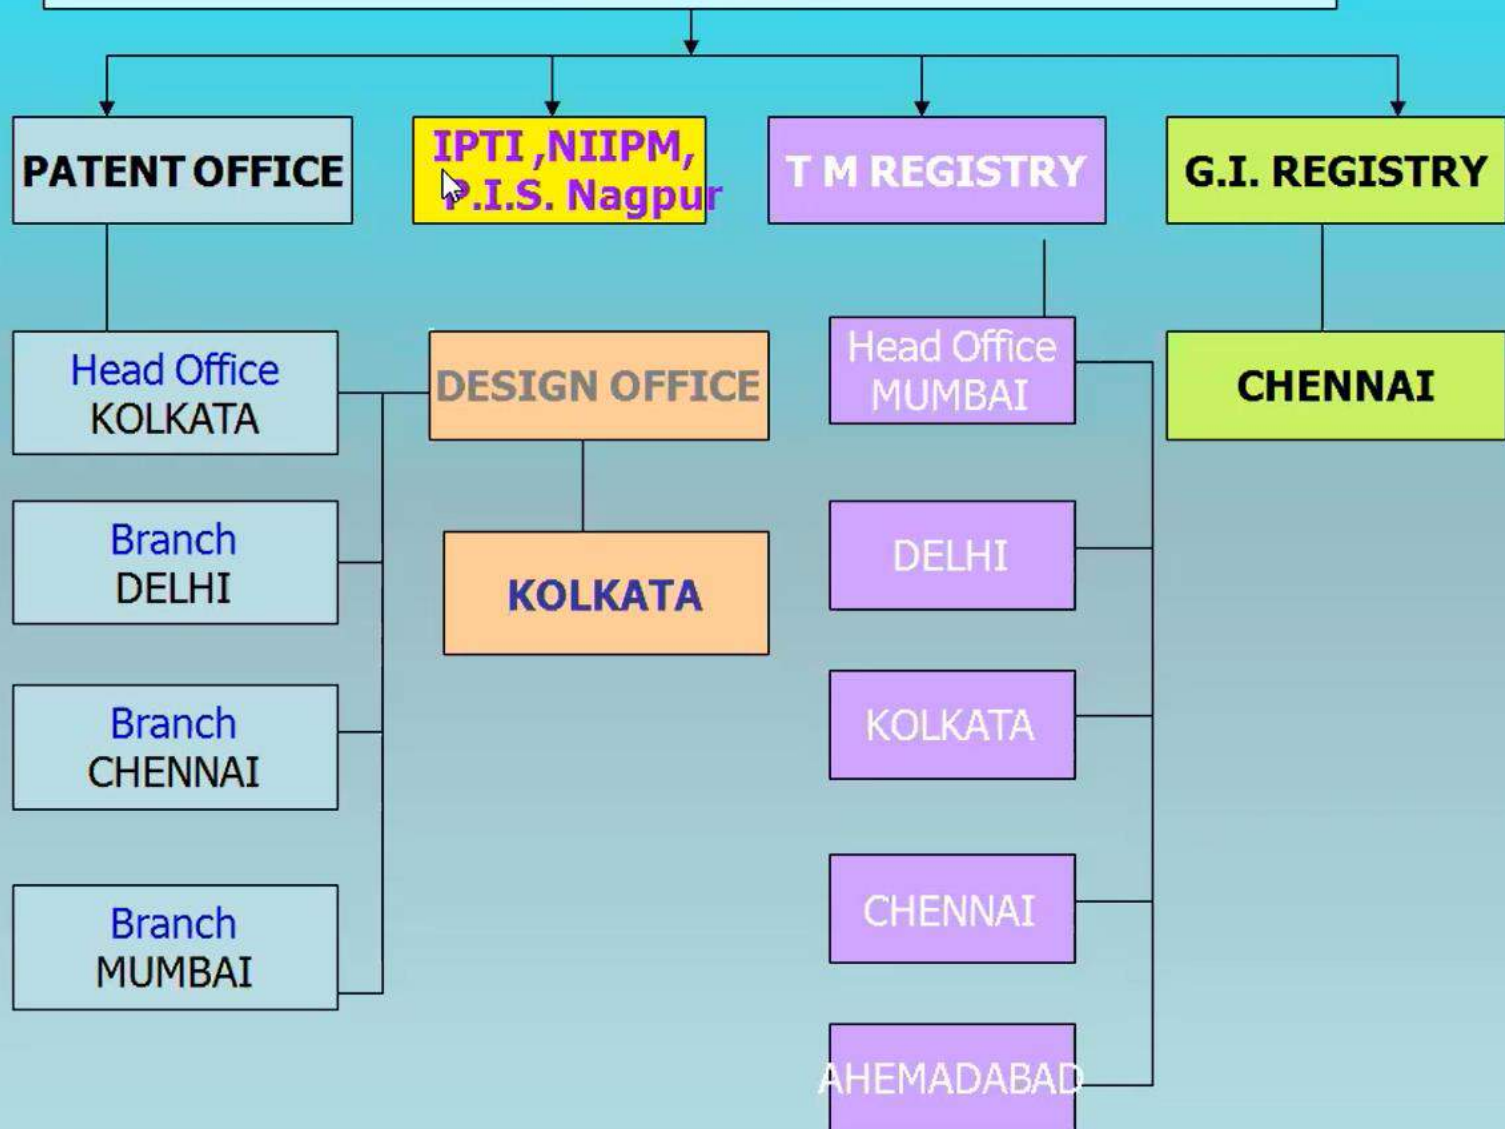 PATENT OFFICE
IPTI ,NIIPM,
P.I.S. Nagpur
T M REGISTRY
G.I. REGISTRY
Head Office
KOLKATA
DESIGN OFFICE
Head Office
MUMBAI
CHENNAI
Branch
DELHI
KOLKATA
DELHI
Branch
CHENNAI
KOLKATA
Branch
MUMBAI
CHENNAI
AHEMADABAD